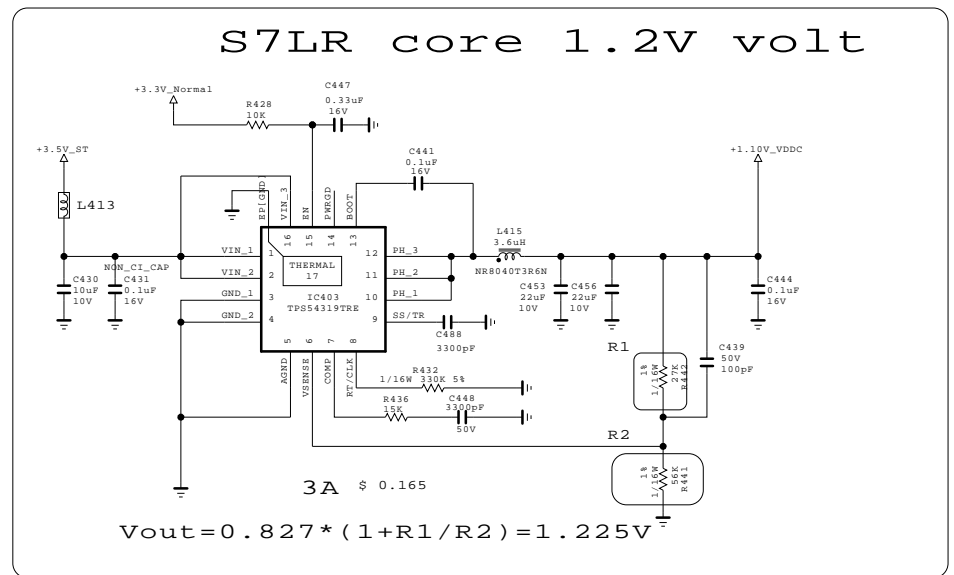 S7LR core 1.2V volt
+3.3V_Normal
R428
10K
C447
0.33uF
16V
+3.5V_ST
L413
C441
0.1uF
16V
+1.10V_VDDC
EP[GND]
VIN_3
EN
PWRGD
BOOT
16
15
14
13
VIN_1
1
VIN_2
2
GND_1
3
GND_2
4
THERMAL
17
IC403
TPS54319TRE
12
PH_3
11
PH_2
10
PH_1
9
SS/TR
5
6
7
8
AGND
VSENSE
COMP
RT/CLK
L415
3.6uH
NR8040T3R6N
C430
10uF
10V
NON_CI_CAP
C431
0.1uF
16V
C453
22uF
10V
C456
22uF
10V
C444
0.1uF
16V
C488
3300pF
R432
1/16W 330K 5%
R436
15K
C448
3300pF
50V
R1
1%
1/16W
27K
R442
C439
50V
100pF
R2
1%
1/16W
56K
R441
3A
$ 0.165
Vout=0.827*(1+R1/R2)=1.225V